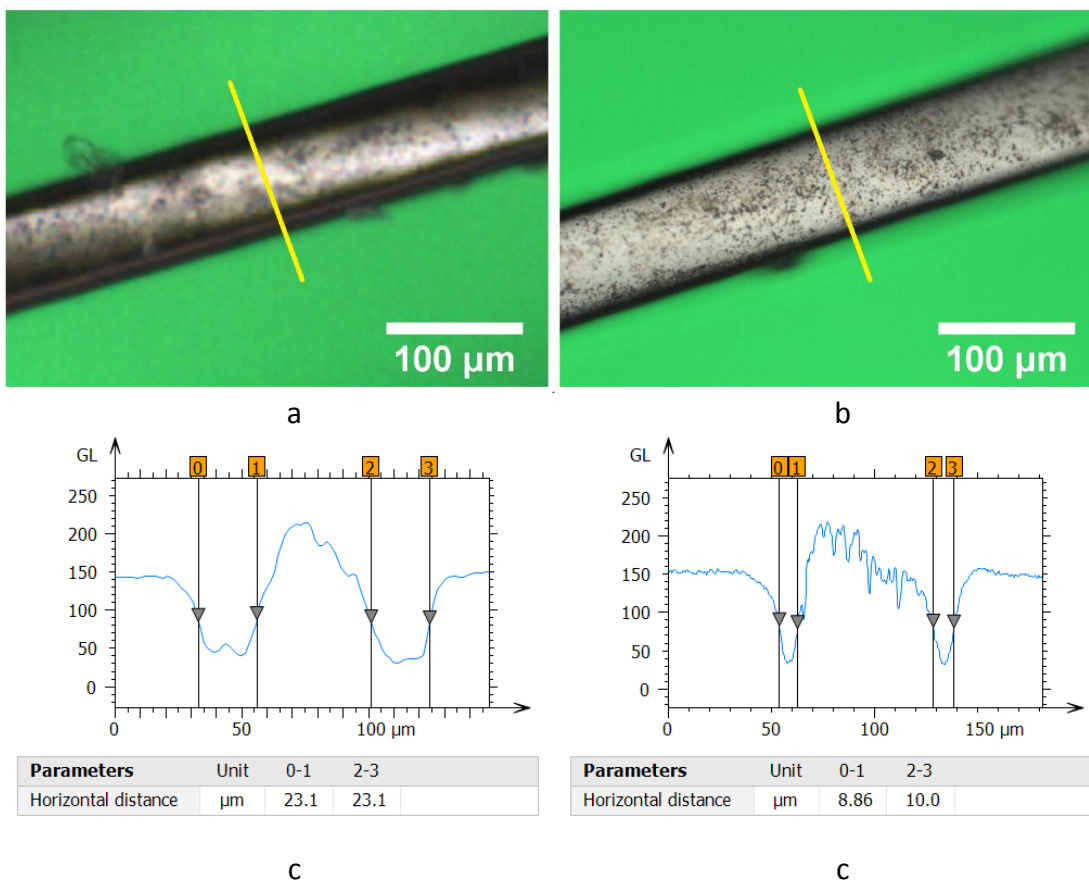 100 µm
100 µm
a
b
GL
0 1 2 3
250
200
150
100
50
0
0 50 100 µm
GL
0 1 2 3
250
200
150
100
50
0
0 50 100 150 µm
Parameters Unit 0-1 2-3
Horizontal distance µm 23.1 23.1
Parameters Unit 0-1 2-3
Horizontal distance µm 8.86 10.0
c
c